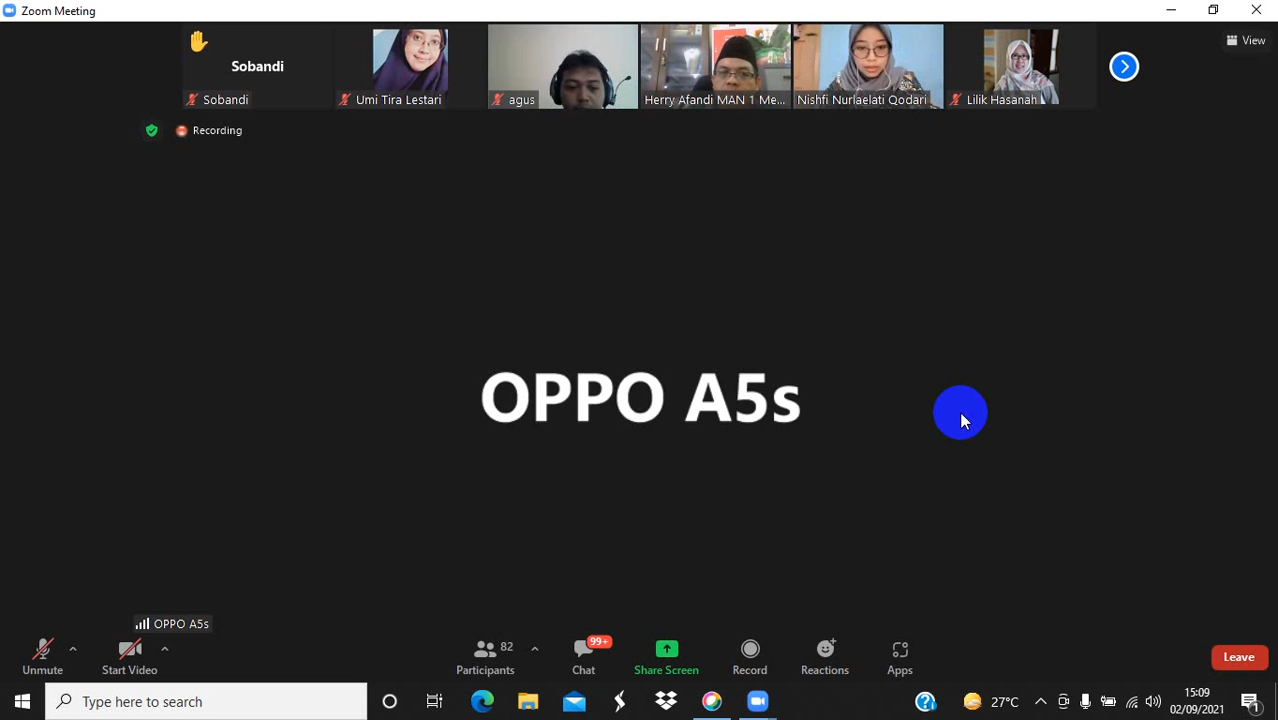 Zoom Meeting
View
Sobandi
Sobandi
Umi Tira Lestari
agus
Herry Afandi MAN 1 Me...
Nishfi Nurlaelati Qodari
Lilik Hasanah
Recording
OPPO A5s
OPPO A5s
Unmute
Start Video
82
Participants
99+
Chat
Share Screen
Record
Reactions
Apps
Leave
Type here to search
27°C
15:09
02/09/2021
1